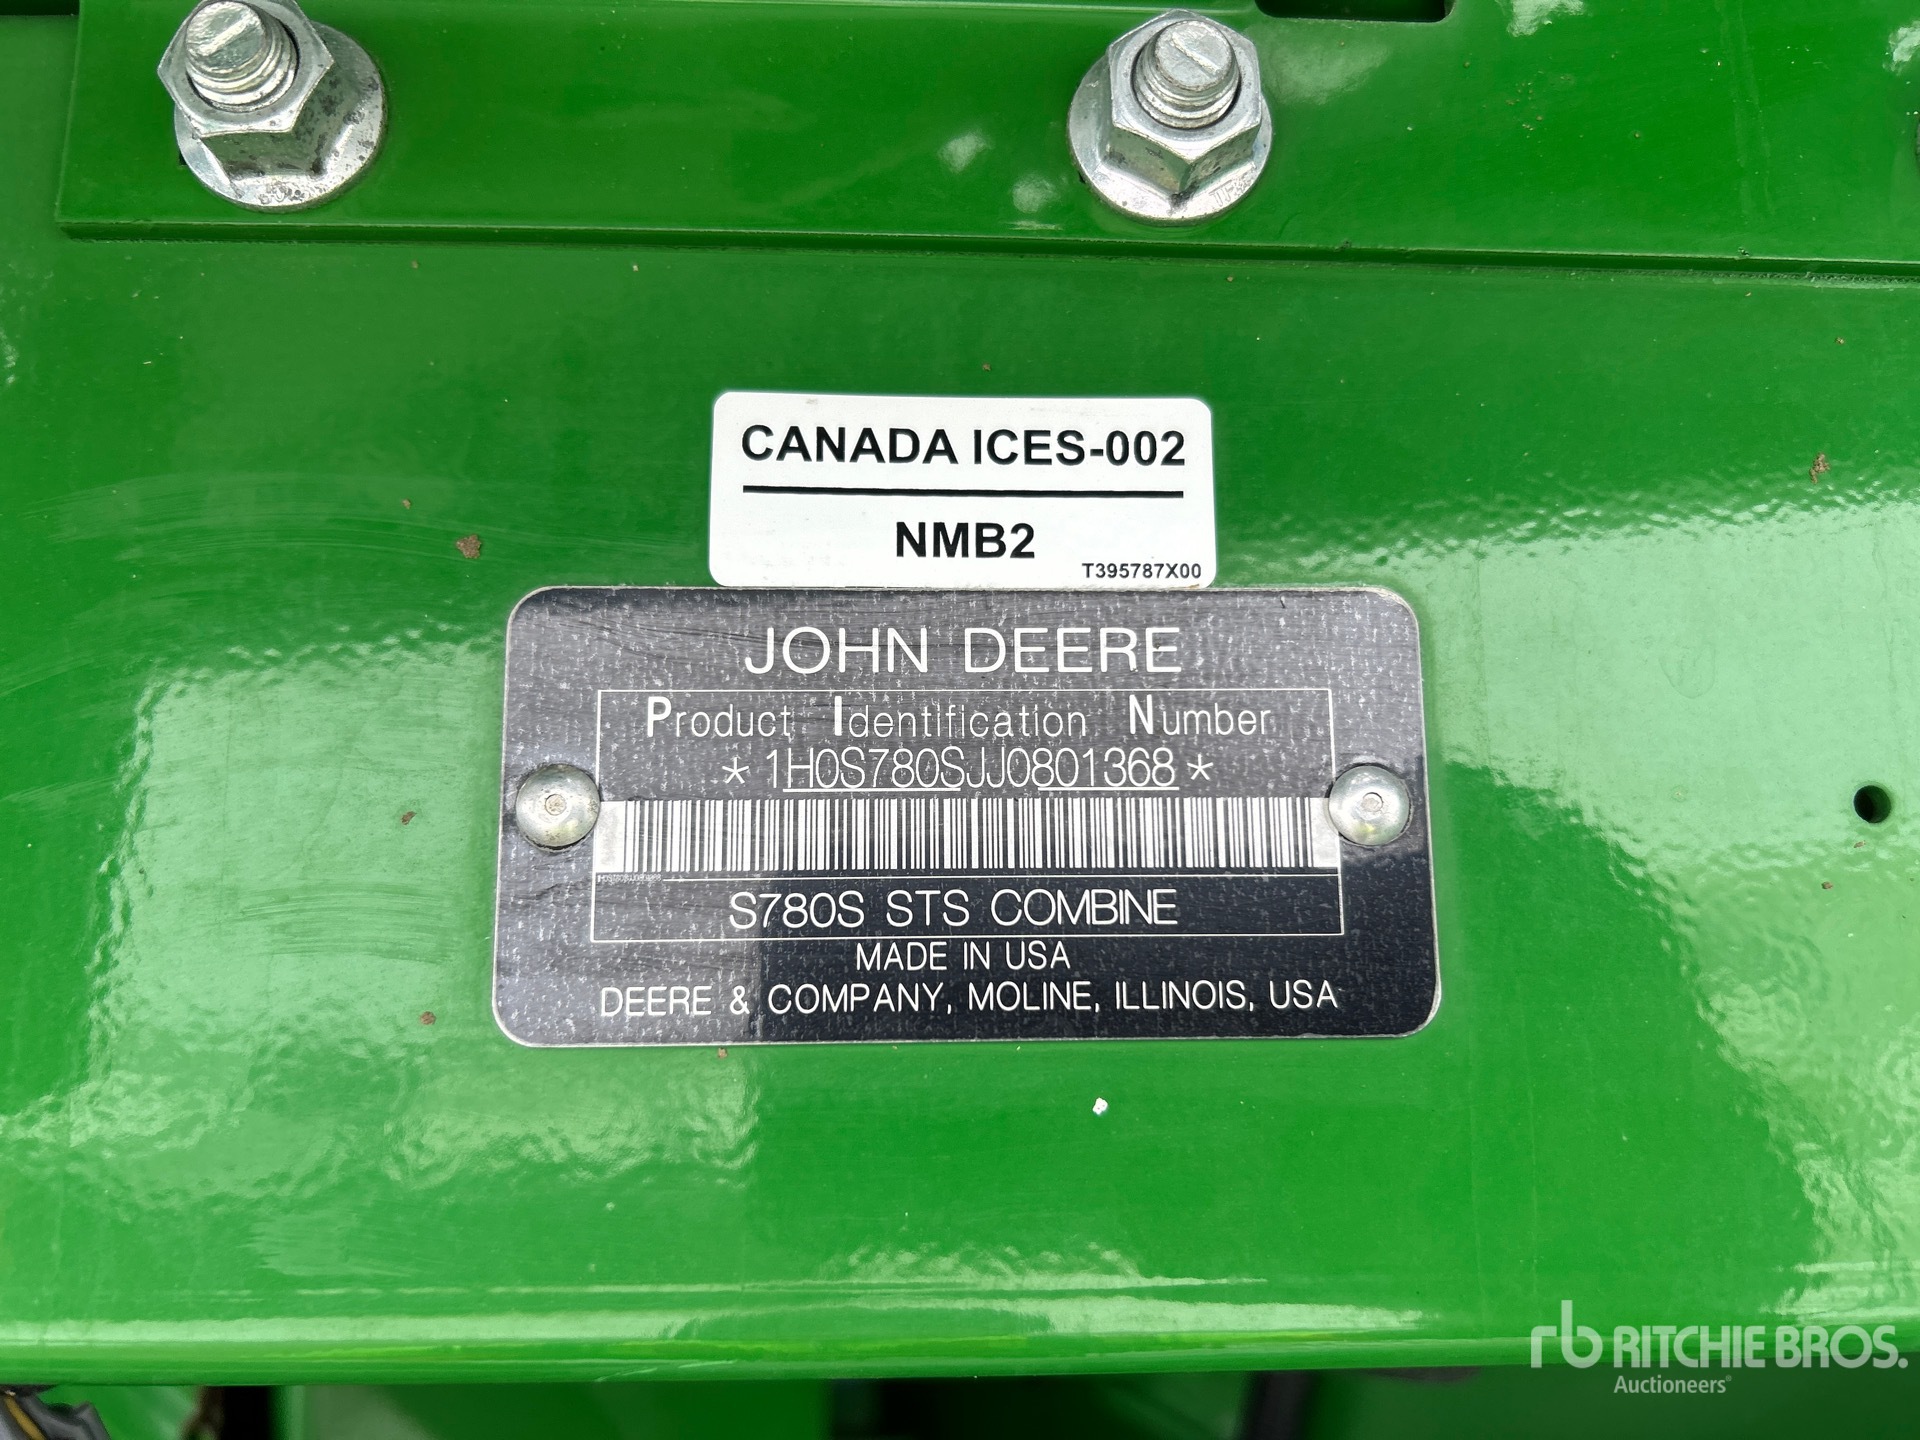 CANADA ICES-002
NMB2
T395787X00
JOHN DEERE
Product Identification Number
*1H0S780SJJ0801368*
S780S STS COMBINE
MADE IN USA
DEERE & COMPANY, MOLINE, ILLINOIS, USA
rb RITCHIE BROS.
Auctioneers